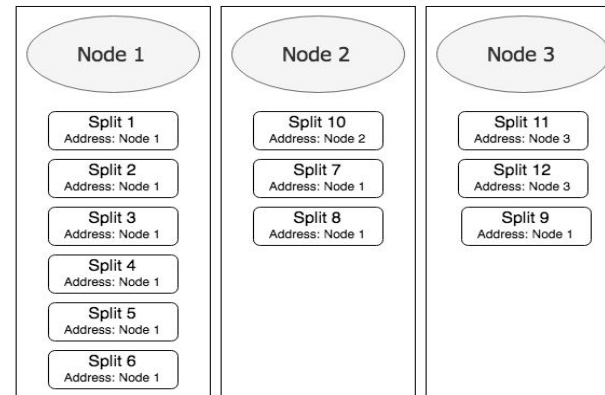 Node 1
Split 1
Address: Node 1
Split 2
Address: Node 1
Split 3
Address: Node 1
Split 4
Address: Node 1
Split 5
Address: Node 1
Split 6
Address: Node 1
Node 2
Split 10
Address: Node 2
Split 7
Address: Node 1
Split 8
Address: Node 1
Node 3
Split 11
Address: Node 3
Split 12
Address: Node 3
Split 9
Address: Node 1